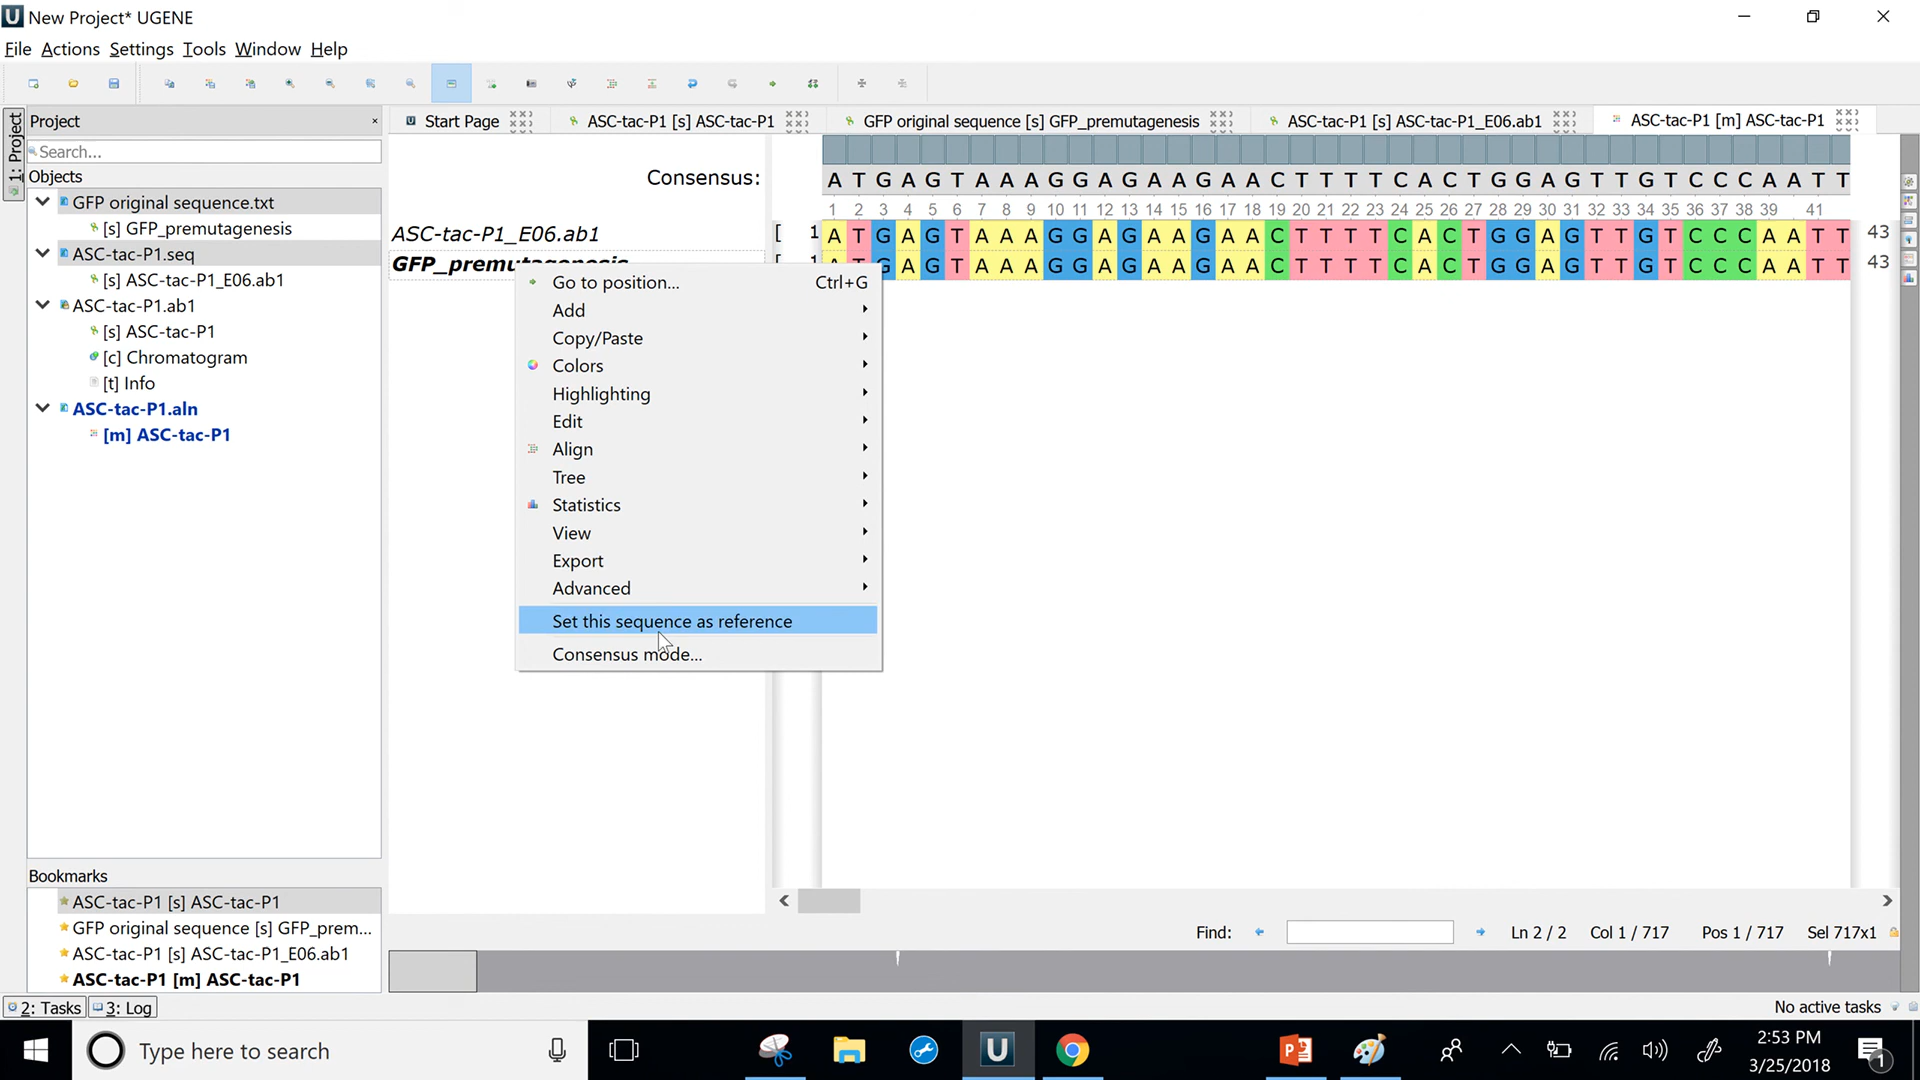 New Project* UGENE
File Actions Settings Tools Window Help
1: Project
Project
Search...
Objects
GFP original sequence.txt
[s] GFP_premutagenesis
ASC-tac-P1.seq
[s] ASC-tac-P1_E06.ab1
ASC-tac-P1.ab1
[s] ASC-tac-P1
[c] Chromatogram
[t] Info
ASC-tac-P1.aln
[m] ASC-tac-P1
Bookmarks
ASC-tac-P1 [s] ASC-tac-P1
GFP original sequence [s] GFP_prem...
ASC-tac-P1 [s] ASC-tac-P1_E06.ab1
ASC-tac-P1 [m] ASC-tac-P1
Start Page
ASC-tac-P1 [s] ASC-tac-P1
GFP original sequence [s] GFP_premutagenesis
ASC-tac-P1 [s] ASC-tac-P1_E06.ab1
ASC-tac-P1 [m] ASC-tac-P1
Consensus: A T G A G T A A A G G A G A A G A A C T T T T C A C T G G A G T T G T C C C A A T T
1 2 3 4 5 6 7 8 9 10 11 12 13 14 15 16 17 18 19 20 21 22 23 24 25 26 27 28 29 30 31 32 33 34 35 36 37 38 39 41
ASC-tac-P1_E06.ab1 [ 1 A T G A G T A A A G G A G A A G A A C T T T T C A C T G G A G T T G T C C C A A T T 43
GFP_premutagenesis [ 1 A T G A G T A A A G G A G A A G A A C T T T T C A C T G G A G T T G T C C C A A T T 43
Go to position... Ctrl+G
Add
Copy/Paste
Colors
Highlighting
Edit
Align
Tree
Statistics
View
Export
Advanced
Set this sequence as reference
Consensus mode...
Find: Ln 2 / 2 Col 1 / 717 Pos 1 / 717 Sel 717x1
2: Tasks 3: Log
No active tasks
Type here to search
2:53 PM
3/25/2018
1